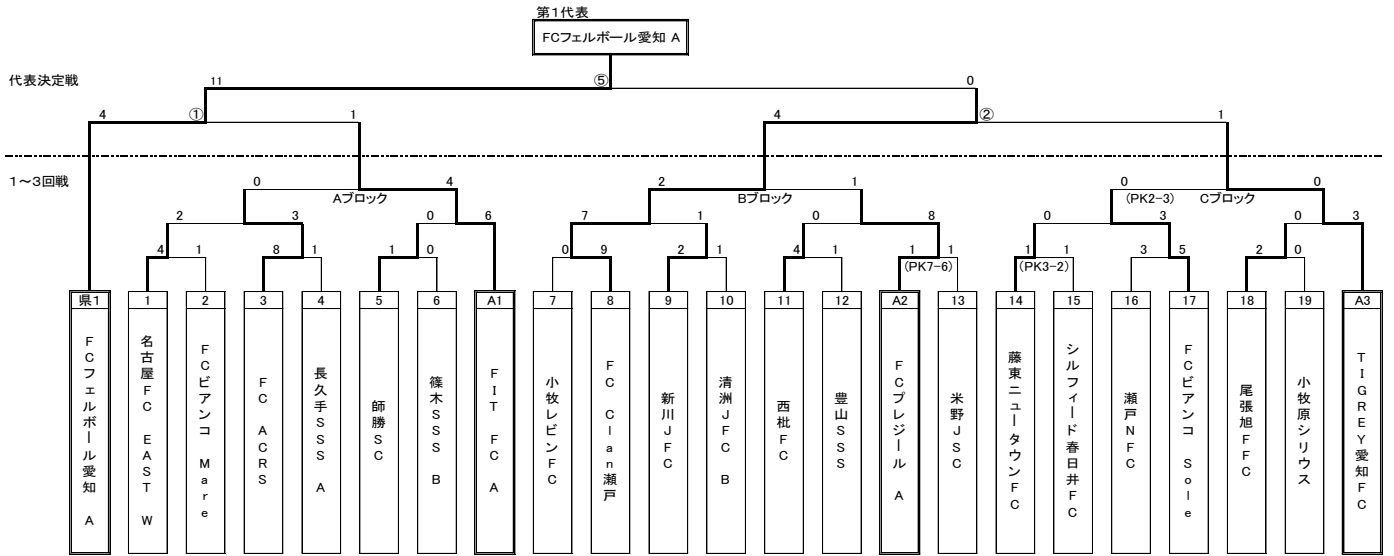 第1代表
FCフェルボール愛知 A
代表決定戦
11 ⑤ 0
4 ① 1 4 ② 1
1～3回戦
0 4 2 1 0 0
Aブロック Bブロック (PK2-3) Cブロック
2 3 0 6 7 1 0 8 0 3 0 3
4 1 8 1 1 0 0 9 2 1 4 1 1 1 1 1 3 5 2 0
(PK7-6) (PK3-2)
県1 1 2 3 4 5 6 A1 7 8 9 10 11 12 A2 13 14 15 16 17 18 19 A3
FCフェルボール愛知 A
名古屋FC EAST W
FCビアンコ Mare
FC ACRS
長久手SSS A
師勝SC
篠木SSS B
FIT FC A
小牧レビンFC
FC Clan瀬戸
新川JFC
清洲JFC B
西枇FC
豊山SSS
FCプレジール A
米野JSC
藤東ニュータウンFC
シルフィード春日井FC
瀬戸NFC
FCビアンコ Sole
尾張旭FFC
小牧原シリウス
TIGREY愛知FC